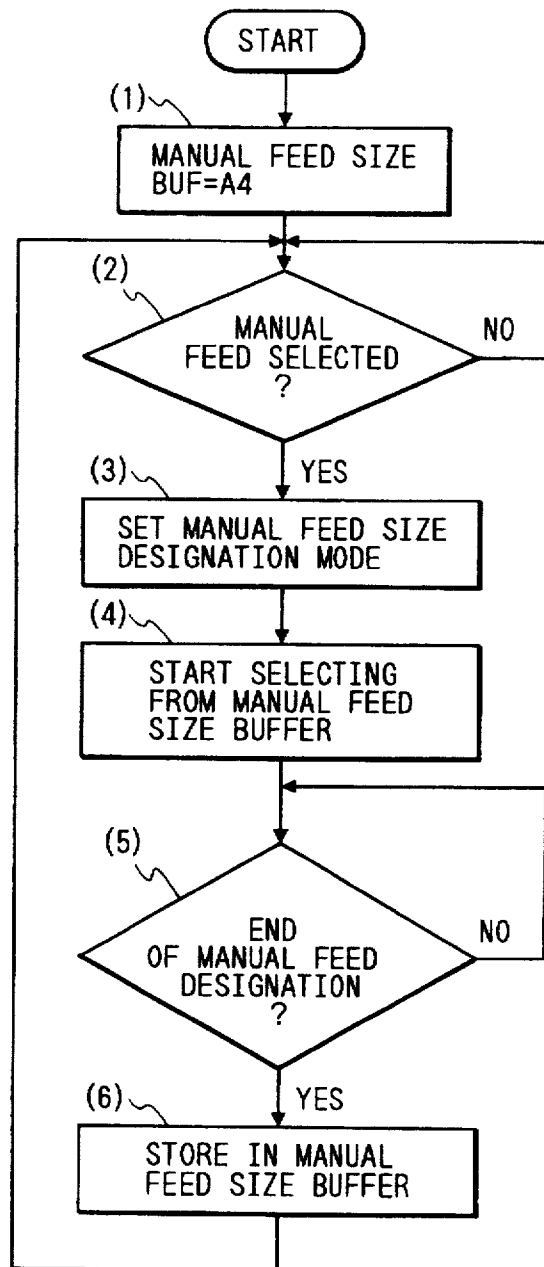 START
(1)
MANUAL FEED SIZE
BUF=A4
(2)
MANUAL
FEED SELECTED
?
NO
YES
(3)
SET MANUAL FEED SIZE
DESIGNATION MODE
(4)
START SELECTING
FROM MANUAL FEED
SIZE BUFFER
(5)
END
OF MANUAL FEED
DESIGNATION
?
NO
YES
(6)
STORE IN MANUAL
FEED SIZE BUFFER